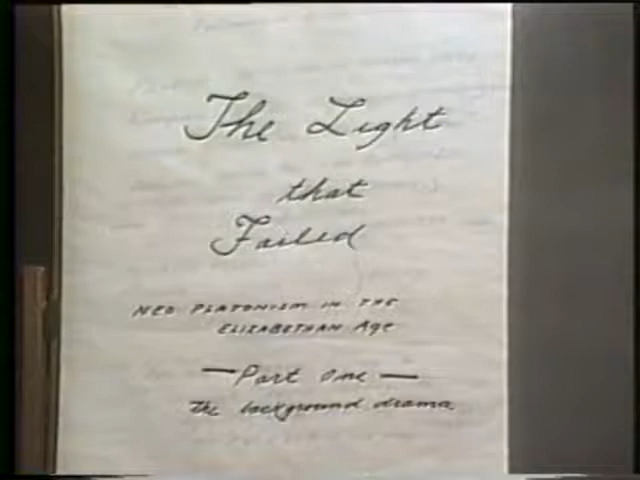 The Light
that
Failed
NEO PLATONISM IN THE
ELIZABETHAN Age
— Part One —
The background drama